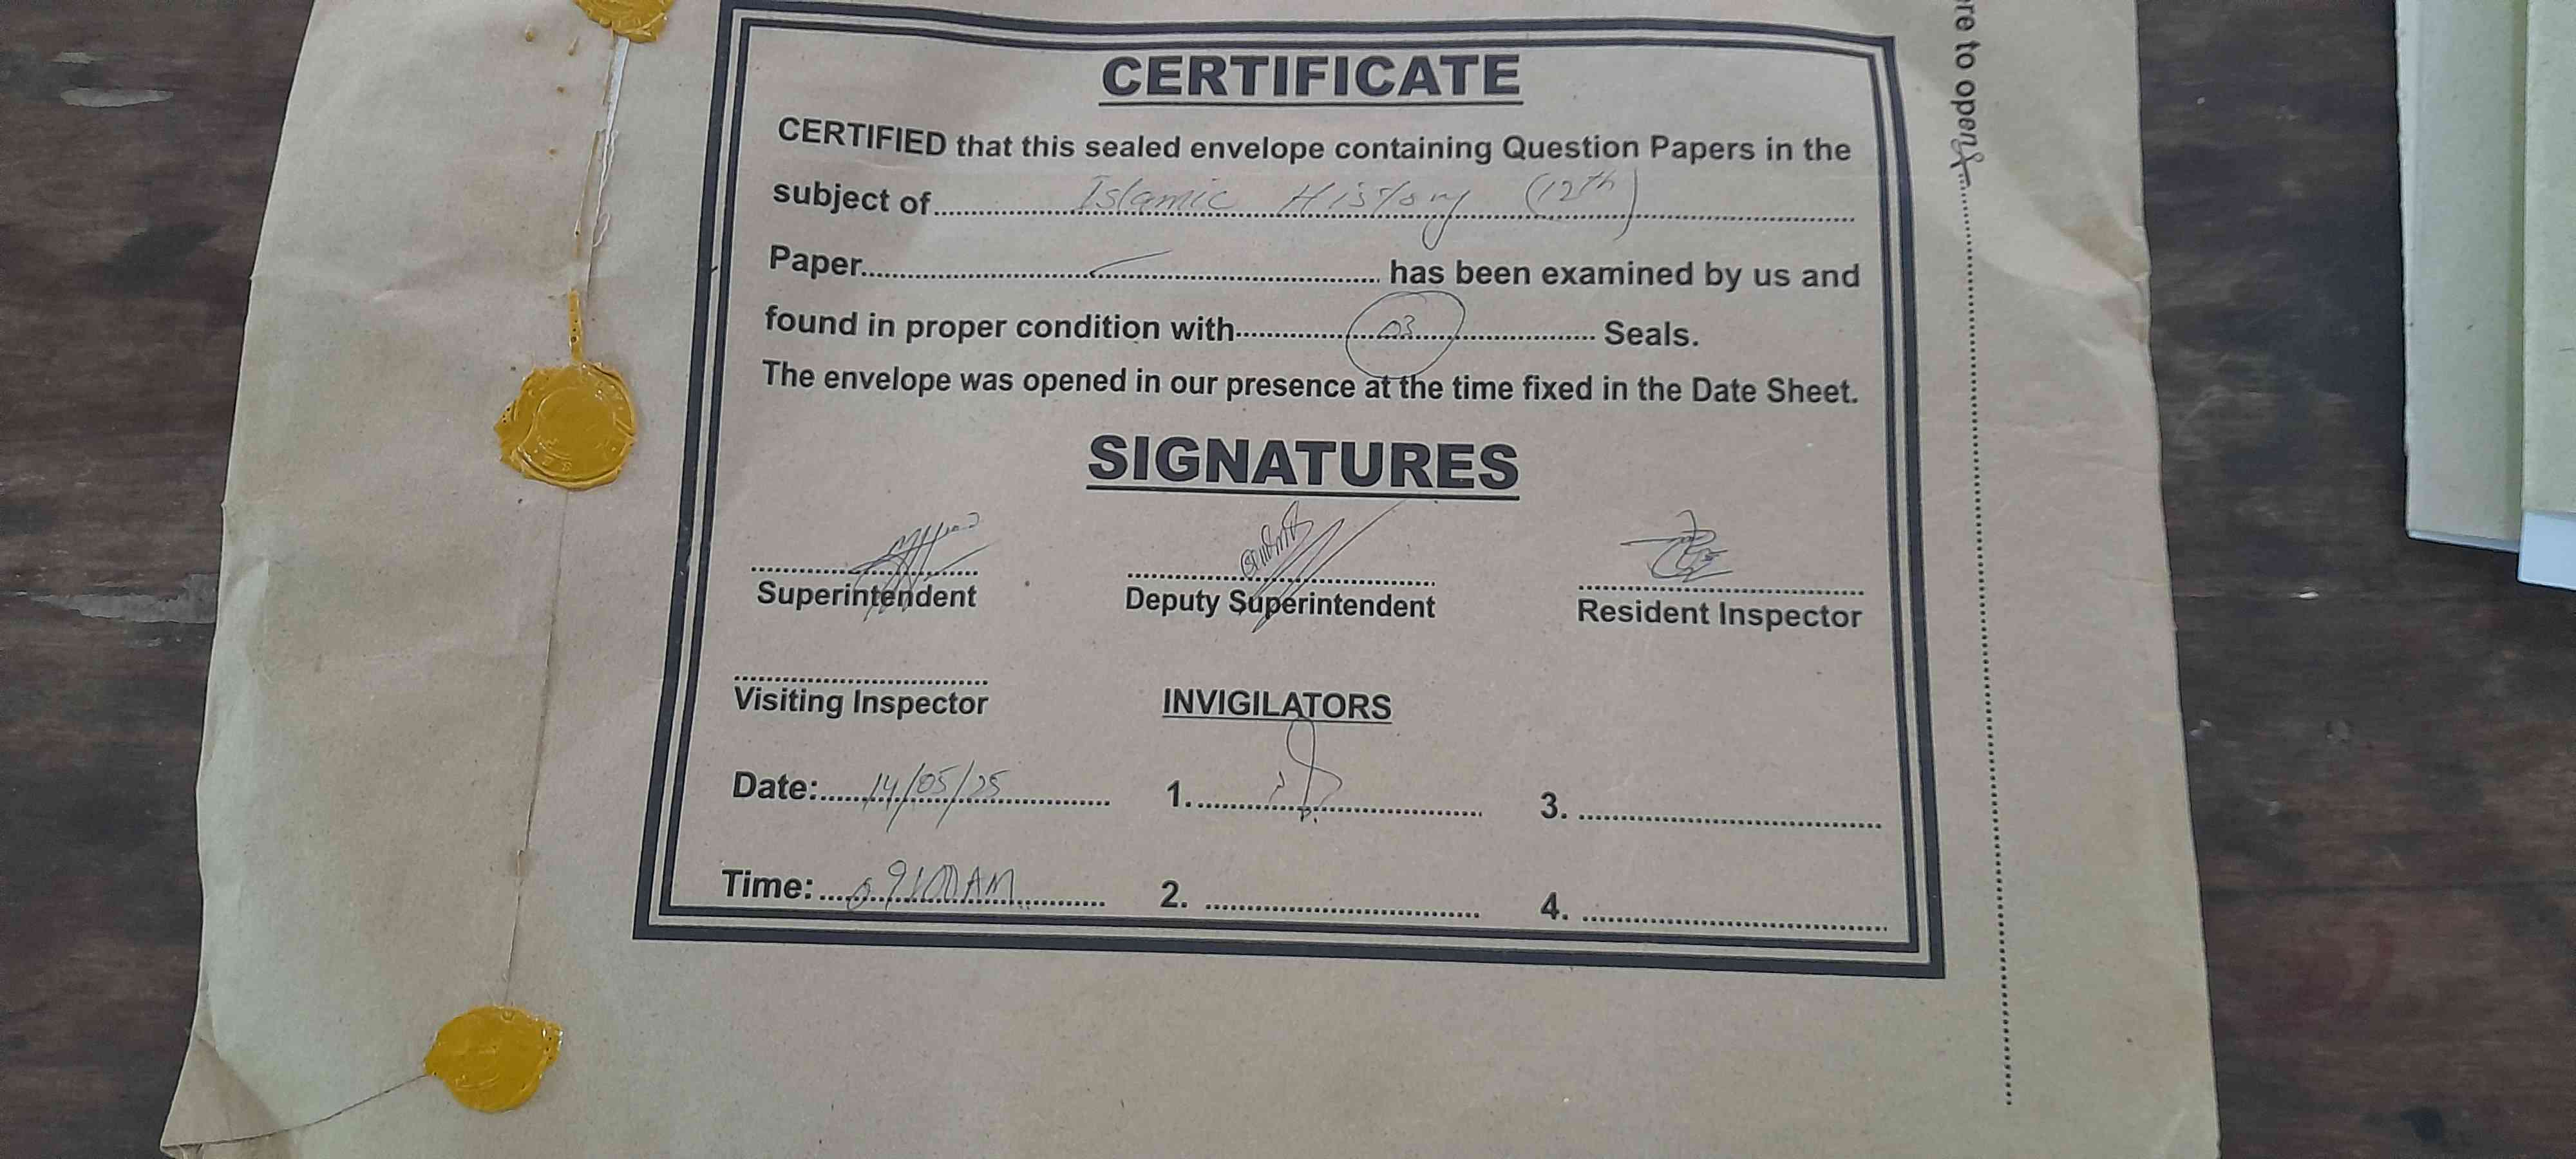 CERTIFICATE
CERTIFIED that this sealed envelope containing Question Papers in the
subject of Islamic History (12th)
Paper has been examined by us and
found in proper condition with 03 Seals.
The envelope was opened in our presence at the time fixed in the Date Sheet.
SIGNATURES
Superintendent Deputy Superintendent Resident Inspector
Visiting Inspector INVIGILATORS
Date: 14/05/25 1. 3.
Time: 09:00 AM 2. 4.
to open